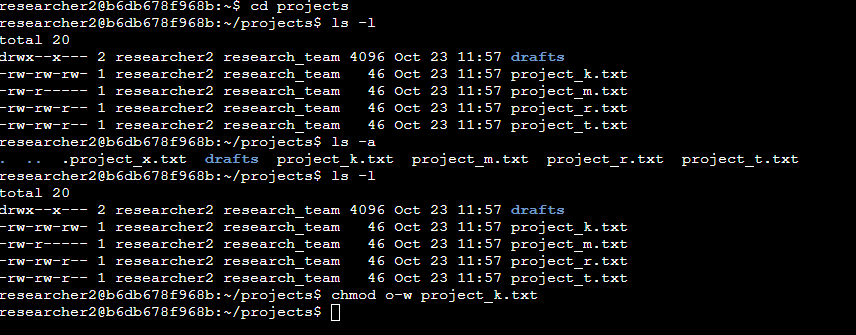 researcher2@b6db678f968b:~$ cd projects
researcher2@b6db678f968b:~/projects$ ls -l
total 20
drwx--x--- 2 researcher2 research_team 4096 Oct 23 11:57 drafts
-rw-rw-rw- 1 researcher2 research_team   46 Oct 23 11:57 project_k.txt
-rw-r----- 1 researcher2 research_team   46 Oct 23 11:57 project_m.txt
-rw-rw-r-- 1 researcher2 research_team   46 Oct 23 11:57 project_r.txt
-rw-rw-r-- 1 researcher2 research_team   46 Oct 23 11:57 project_t.txt
researcher2@b6db678f968b:~/projects$ ls -a
.  ..  .project_x.txt  drafts  project_k.txt  project_m.txt  project_r.txt  project_t.txt
researcher2@b6db678f968b:~/projects$ ls -l
total 20
drwx--x--- 2 researcher2 research_team 4096 Oct 23 11:57 drafts
-rw-rw-rw- 1 researcher2 research_team   46 Oct 23 11:57 project_k.txt
-rw-r----- 1 researcher2 research_team   46 Oct 23 11:57 project_m.txt
-rw-rw-r-- 1 researcher2 research_team   46 Oct 23 11:57 project_r.txt
-rw-rw-r-- 1 researcher2 research_team   46 Oct 23 11:57 project_t.txt
researcher2@b6db678f968b:~/projects$ chmod o-w project_k.txt
researcher2@b6db678f968b:~/projects$